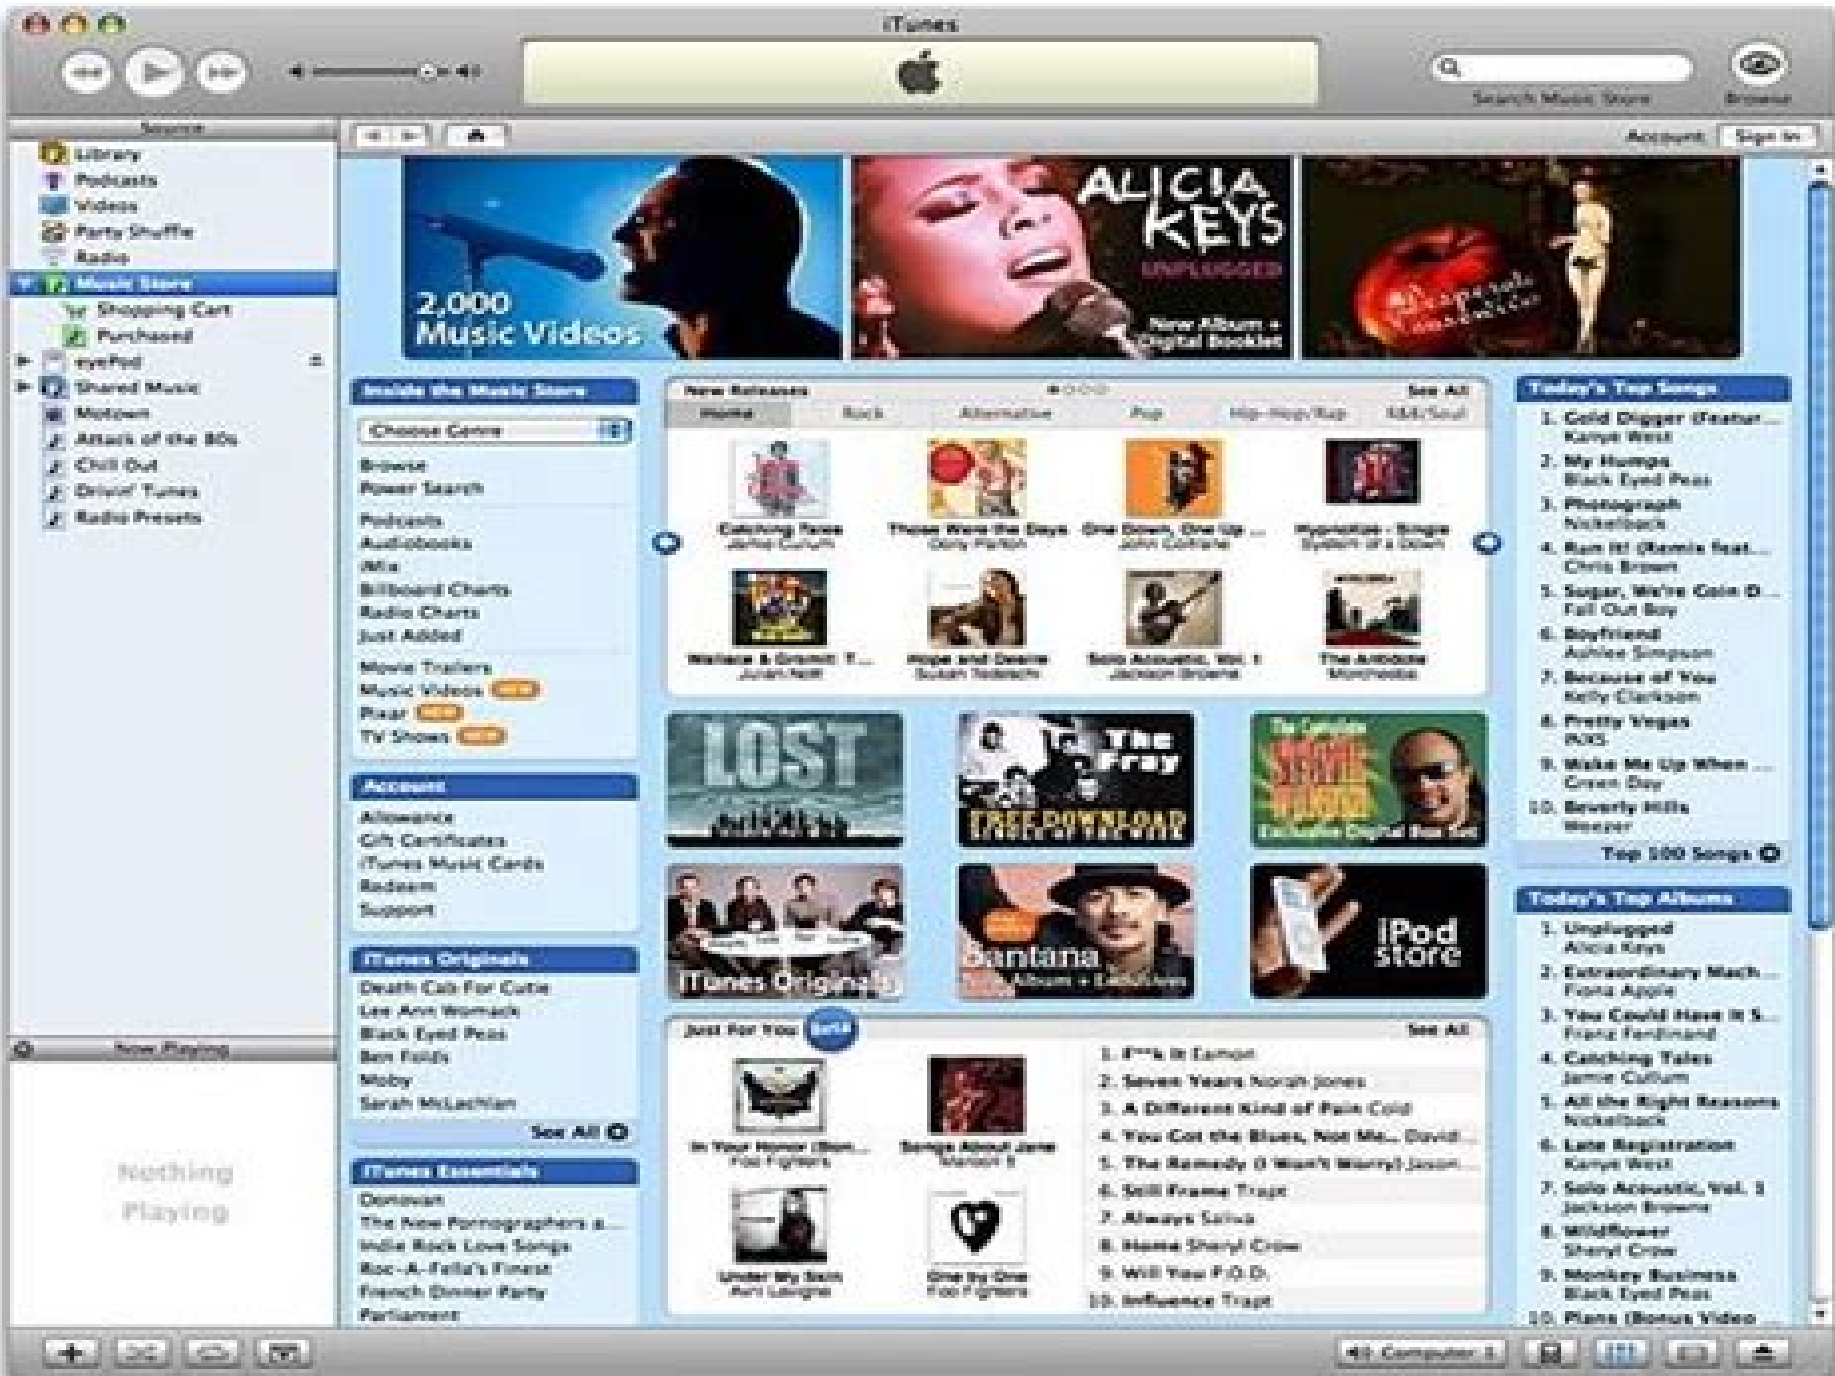 iTunes
Search Music Store
Browse
Source
Account:
Sign In
Library
Podcasts
Videos
Party Shuffle
Radio
Music Store
Shopping Cart
Purchased
eyePod
Shared Music
Motown
Attack of the 80s
Chill Out
Drivin' Tunes
Radio Presets
Now Playing
Nothing
Playing
2,000
Music Videos
ALICIA
KEYS
UNPLUGGED
New Album +
Digital Booklet
Inside the Music Store
Choose Genre
Browse
Power Search
Podcasts
Audiobooks
iMix
Billboard Charts
Radio Charts
Just Added
Movie Trailers
Music Videos NEW
Pixar NEW
TV Shows NEW
Account
Allowance
Gift Certificates
iTunes Music Cards
Redeem
Support
iTunes Originals
Death Cab For Cutie
Lee Ann Womack
Black Eyed Peas
Ben Folds
Moby
Sarah McLachlan
See All
iTunes Essentials
Donovan
The New Pornographers a...
Indie Rock Love Songs
Roc-A-Fella's Finest
French Dinner Party
Parliament
New Releases
See All
Home
Rock
Alternative
Pop
Hip-Hop/Rap
R&B/Soul
Catching Tales
Jamie Cullum
Those Were the Days
Dolly Parton
One Down, One Up ...
John Coltrane
Hypnotize - Single
System of a Down
Wallace & Gromit: T...
Julian Nott
Hope and Desire
Susan Tedeschi
Solo Acoustic, Vol. 1
Jackson Browne
The Antidote
Morcheeba
LOST
The
Fray
FREE DOWNLOAD
The Complete
Exclusive Digital Box Set
iTunes Originals
Santana
Album + Exclusives
iPod
store
Just For You
See All
In Your Honor (Bon...
Foo Fighters
Songs About Jane
Maroon 5
Under My Skin
Avril Lavigne
One by One
Foo Fighters
1. F**k It Eamon
2. Seven Years Norah Jones
3. A Different Kind of Pain Cold
4. You Got the Blues, Not Me... David...
5. The Remedy (I Won't Worry) Jason...
6. Still Frame Trapt
7. Always Saliva
8. Home Sheryl Crow
9. Will You P.O.D.
10. Influence Trapt
Today's Top Songs
1. Gold Digger (Featur...
Kanye West
2. My Humps
Black Eyed Peas
3. Photograph
Nickelback
4. Run It! (Remix feat...
Chris Brown
5. Sugar, We're Goin D...
Fall Out Boy
6. Boyfriend
Ashlee Simpson
7. Because of You
Kelly Clarkson
8. Pretty Vegas
INXS
9. Wake Me Up When ...
Green Day
10. Beverly Hills
Weezer
Top 100 Songs
Today's Top Albums
1. Unplugged
Alicia Keys
2. Extraordinary Mach...
Fiona Apple
3. You Could Have It S...
Franz Ferdinand
4. Catching Tales
Jamie Cullum
5. All the Right Reasons
Nickelback
6. Late Registration
Kanye West
7. Solo Acoustic, Vol. 1
Jackson Browne
8. Wildflower
Sheryl Crow
9. Monkey Business
Black Eyed Peas
10. Plans (Bonus Video ...
Computer